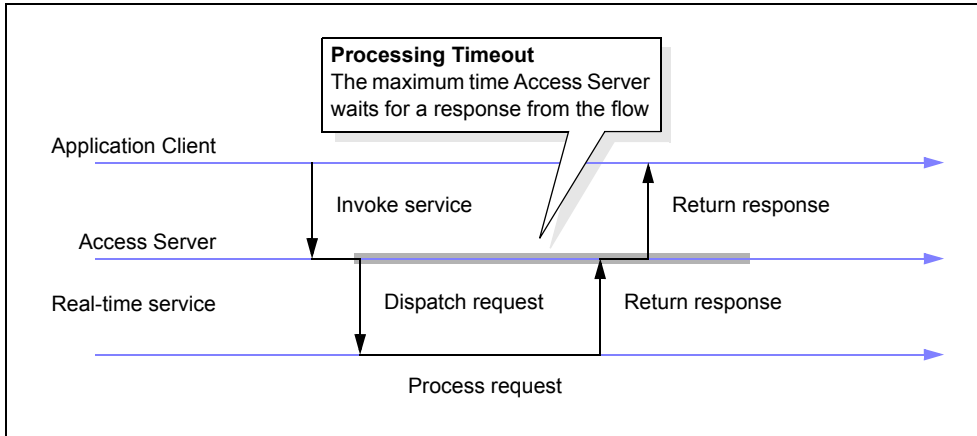 Processing Timeout
The maximum time Access Server
waits for a response from the flow
Application Client
Invoke service
Return response
Access Server
Real-time service
Dispatch request
Return response
Process request